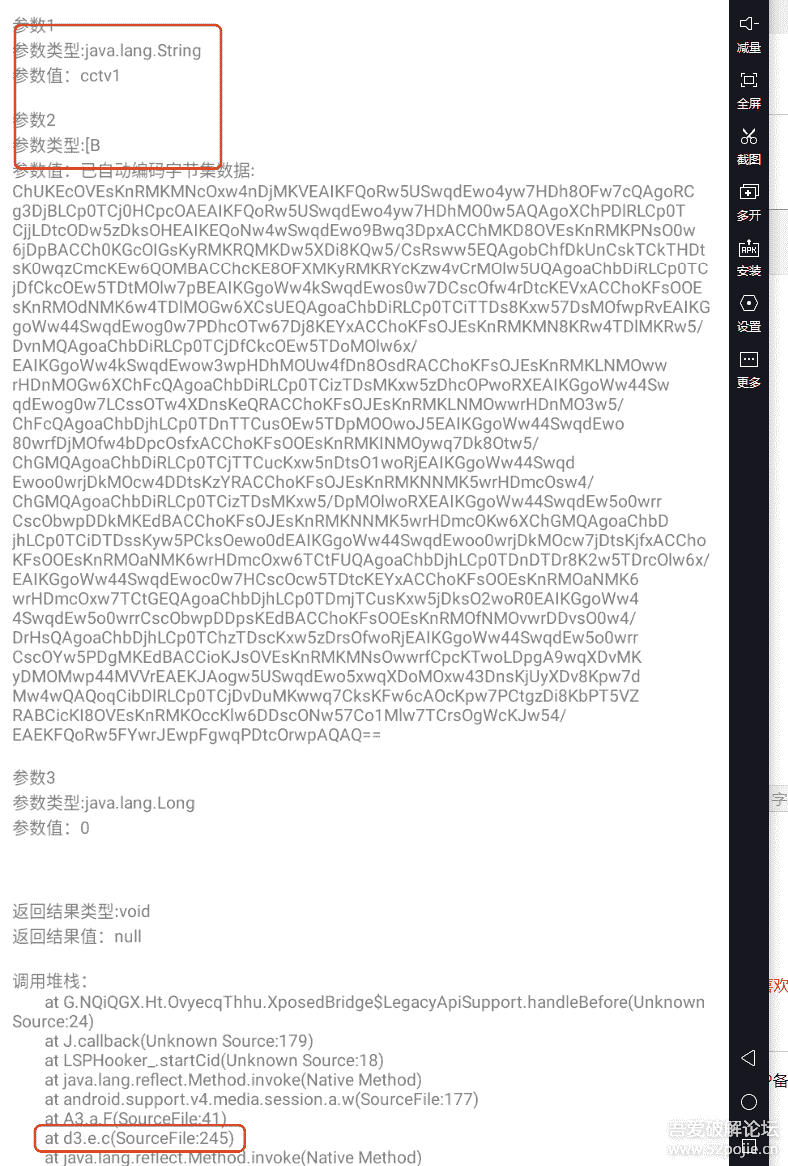 参数1
参数类型:java.lang.String
参数值：cctv1
参数2
参数类型:[B
参数值：已自动编码字节集数据:
ChUKEcOVEsKnRMKMNcOxw4nDjMKVEAIKFQoRw5USwqdEwo4yw7HDh8OFw7cQAgoRC
g3DjBLCp0TCj0HCpcOAEAIKFQoRw5USwqdEwo4yw7HDhMO0w5AQAgoXChPDlRLCp0T
CjjLDtcODw5zDksOHEAIKEQoNw4wSwqdEwo9Bwq3DpxACChMKD8OVEsKnRMKPNsO0w
6jDpBACCh0KGcOIGsKyRMKRQMKDw5XDi8KQw5/CsRsww5EQAgobChfDkUnCskTCkTHDt
sK0wqzCmcKEw6QOMBACChcKE8OFXMKyRMKRYcKzw4vCrMOlw5UQAgoaChbDiRLCp0TC
jDfCkcOEw5TDtMOlw7pBEAIKGgoWw4kSwqdEwos0w7DCscOfw4rDtcKEVxACChoKFsOOE
sKnRMOdNMK6w4TDlMOGw6XCsUEQAgoaChbDiRLCp0TCiTTDs8Kxw57DsMOfwpRvEAIKG
goWw44SwqdEwog0w7PDhcOTw67Dj8KEYxACChoKFsOJEsKnRMKMN8KRw4TDlMKRw5/
DvnMQAgoaChbDiRLCp0TCjDfCkcOEw5TDoMOlw6x/
EAIKGgoWw4kSwqdEwow3wpHDhMOUw4fDn8OsdRACChoKFsOJEsKnRMKLNMOww
rHDnMOGw6XChFcQAgoaChbDiRLCp0TCizTDsMKxw5zDhcOPwoRXEAIKGgoWw44Sw
qdEwog0w7LCssOTw4XDnsKeQRACChoKFsOJEsKnRMKLNMOwwrHDnMO3w5/
ChFcQAgoaChbDjhLCp0TDnTTCusOEw5TDpMOOwoJ5EAIKGgoWw44SwqdEwo
80wrfDjMOfw4bDpcOsfxACChoKFsOOEsKnRMKINMOywq7Dk8Otw5/
ChGMQAgoaChbDiRLCp0TCjTTCucKxw5nDtsO1woRjEAIKGgoWw44Swqd
Ewoo0wrjDkMOcw4DDtsKzYRACChoKFsOJEsKnRMKNNMK5wrHDmcOsw4/
ChGMQAgoaChbDiRLCp0TCizTDsMKxw5/DpMOlwoRXEAIKGgoWw44SwqdEw5o0wrr
CscObwpDDkMKEdBACChoKFsOJEsKnRMKNNMK5wrHDmcOKw6XChGMQAgoaChbD
jhLCp0TCiDTDssKyw5PCksOewo0dEAIKGgoWw44SwqdEwoo0wrjDkMOcw7jDtsKjfxACCho
KFsOOEsKnRMOaNMK6wrHDmcOxw6TCtFUQAgoaChbDjhLCp0TDnDTDr8K2w5TDrcOlw6x/
EAIKGgoWw44SwqdEwoc0w7HCscOcw5TDtcKEYxACChoKFsOOEsKnRMOaNMK6
wrHDmcOxw7TCtGEQAgoaChbDjhLCp0TDmjTCusKxw5jDksO2woR0EAIKGgoWw4
4SwqdEw5o0wrrCscObwpDDpsKEdBACChoKFsOOEsKnRMOfNMOvwrDDvsO0w4/
DrHsQAgoaChbDjhLCp0TChzTDscKxw5zDrsOfwoRjEAIKGgoWw44SwqdEw5o0wrr
CscOYw5PDgMKEdBACCioKJsOVEsKnRMKMNsOwwrfCpcKTwoLDpgA9wqXDvMK
yDMOMwp44MVVrEAEKJAogw5USwqdEwo5xwqXDoMOxw43DnsKjUyXDv8Kpw7d
Mw4wQAQoqCibDlRLCp0TCjDvDuMKwwq7CksKFw6cAOcKpw7PCtgzDi8KbPT5VZ
RABCicKI8OVEsKnRMKOccKlw6DDscONw57Co1Mlw7TCrsOgWcKJw54/
EAEKFQoRw5FYwrJEwpFgwqPDtcOrwpAQAQ==
参数3
参数类型:java.lang.Long
参数值：0
返回结果类型:void
返回结果值：null
调用堆栈：
at G.NQiQGX.Ht.OvyecqThhu.XposedBridge$LegacyApiSupport.handleBefore(Unknown
Source:24)
at J.callback(Unknown Source:179)
at LSPHooker_.startCid(Unknown Source:18)
at java.lang.reflect.Method.invoke(Native Method)
at android.support.v4.media.session.a.w(SourceFile:177)
at A3.a.F(SourceFile:41)
at d3.e.c(SourceFile:245)
at java.lang.reflect.Method.invoke(Native Method)
减量
全屏
截图
多开
APK
安装
设置
更多
字
喜欢
备
吾爱破解论坛
www.52pojie.cn